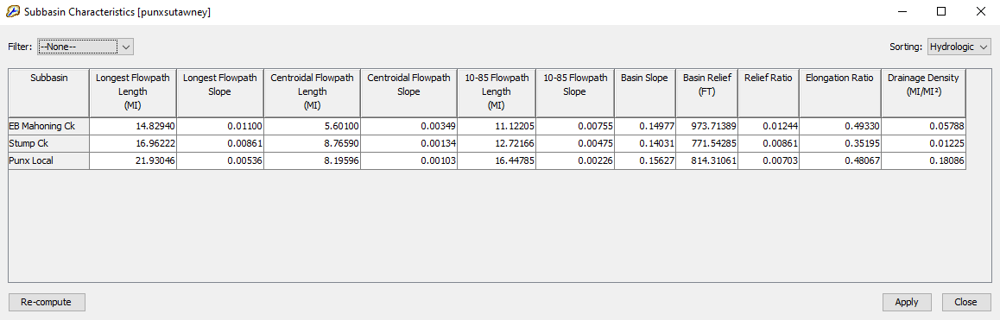 Subbasin Characteristics [punxsutawney]
Filter: --None-- Sorting: Hydrologic
Subbasin Longest Flowpath Longest Flowpath Centroidal Flowpath Centroidal Flowpath 10-85 Flowpath 10-85 Flowpath Basin Slope Basin Relief Relief Ratio Elongation Ratio Drainage Density
Length Slope Length Slope Length Slope (FT) (MI/MI²)
(MI) (MI) (MI)
EB Mahoning Ck 14.82940 0.01100 5.60100 0.00349 11.12205 0.00755 0.14977 973.71389 0.01244 0.49330 0.05788
Stump Ck 16.96222 0.00861 8.76590 0.00134 12.72166 0.00475 0.14031 771.54285 0.00861 0.35195 0.01225
Punx Local 21.93046 0.00536 8.19596 0.00103 16.44785 0.00226 0.15627 814.31061 0.00703 0.48067 0.18086
Re-compute Apply Close